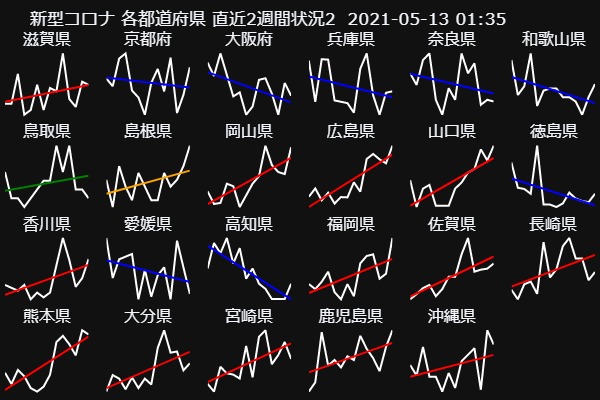 新型コロナ 各都道府県 直近2週間状況2 2021-05-13 01:35
滋賀県 京都府 大阪府 兵庫県 奈良県 和歌山県
鳥取県 島根県 岡山県 広島県 山口県 徳島県
香川県 愛媛県 高知県 福岡県 佐賀県 長崎県
熊本県 大分県 宮崎県 鹿児島県 沖縄県